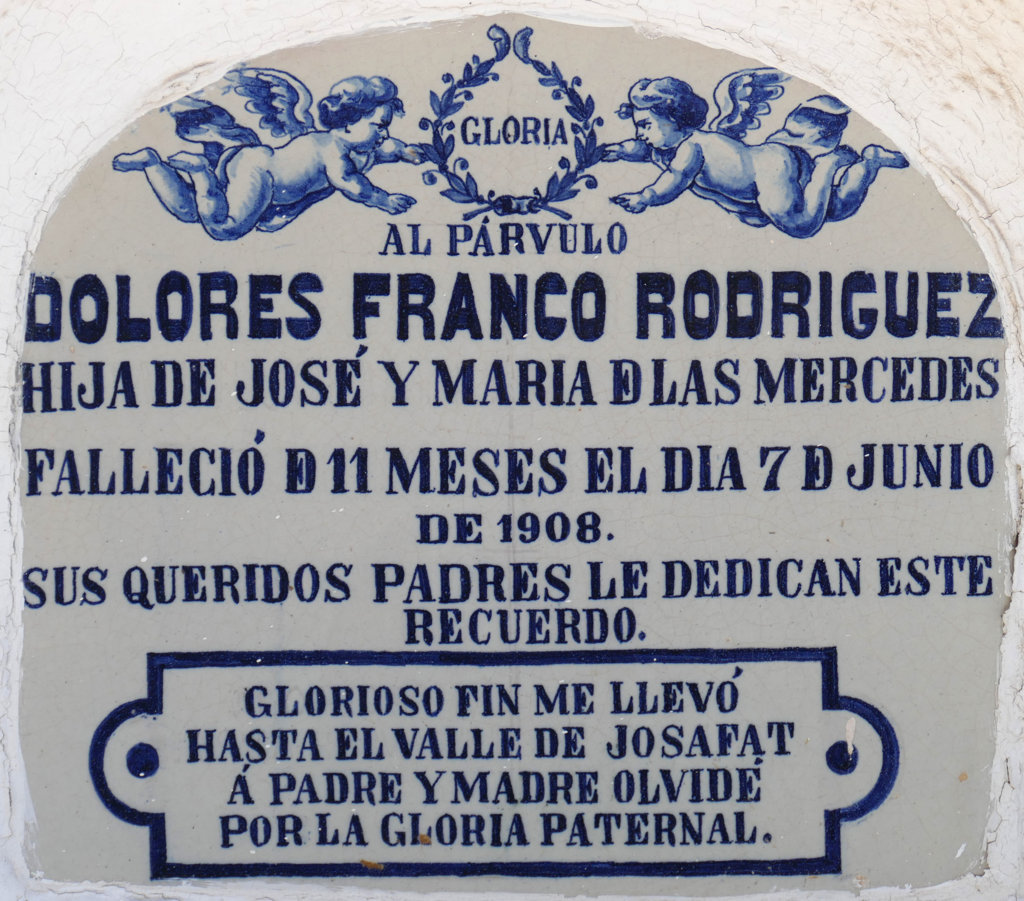 GLORIA
AL PÁRVULO
DOLORES FRANCO RODRIGUEZ
HIJA DE JOSÉ Y MARIA D LAS MERCEDES
FALLECIÓ D 11 MESES EL DIA 7 D JUNIO
DE 1908.
SUS QUERIDOS PADRES LE DEDICAN ESTE
RECUERDO.
GLORIOSO FIN ME LLEVÓ
HASTA EL VALLE DE JOSAFAT
Á PADRE Y MADRE OLVIDÉ
POR LA GLORIA PATERNAL.